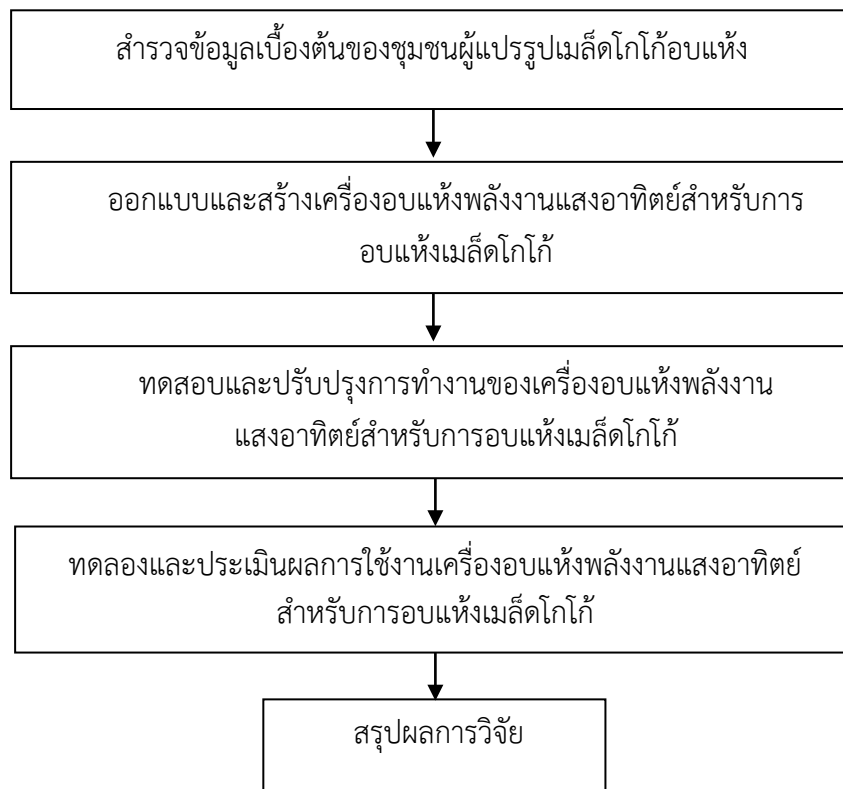 สำรวจข้อมูลเบื้องต้นของชุมชนผู้แปรรูปเมล็ดโกโก้อบแห้ง
ออกแบบและสร้างเครื่องอบแห้งพลังงานแสงอาทิตย์สำหรับการ
อบแห้งเมล็ดโกโก้
ทดสอบและปรับปรุงการทำงานของเครื่องอบแห้งพลังงาน
แสงอาทิตย์สำหรับการอบแห้งเมล็ดโกโก้
ทดลองและประเมินผลการใช้งานเครื่องอบแห้งพลังงานแสงอาทิตย์
สำหรับการอบแห้งเมล็ดโกโก้
สรุปผลการวิจัย